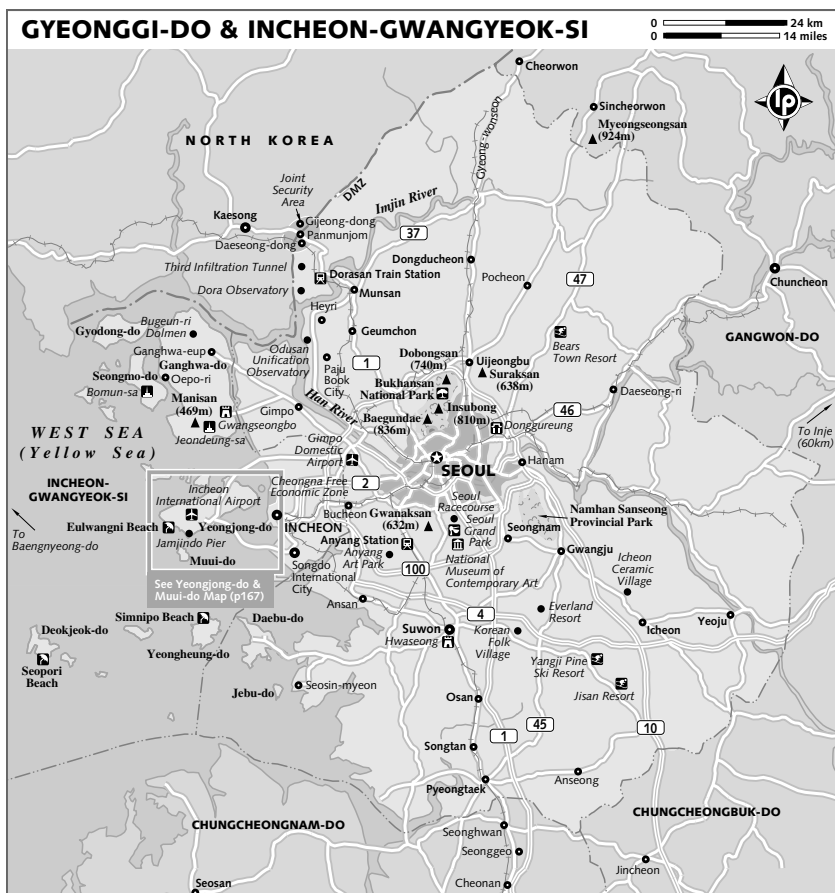 GYEONGGI-DO & INCHEON-GWANGYEOK-SI
0 24 km
0 14 miles
Cheorwon
Sincheorwon
Myeongseongsan
(924m)
lp
NORTH KOREA
Gyeong-wonseon
Joint
Security
Area
DMZ
Imjin River
Kaesong
Gijeong-dong
Panmunjom
Daeseong-dong
37
Third Infiltration Tunnel
Dorasan Train Station
Dongducheon
47
Chuncheon
Dora Observatory
Munsan
Pocheon
Heyri
Gyodong-do
Bugeun-ri
Dolmen
Geumchon
Bears
Town Resort
GANGWON-DO
Ganghwa-eup
Ganghwa-do
Odusan
Unification
Observatory
1
Dobongsan
(740m)
Uijeongbu
Seongmo-do
Oepo-ri
Paju
Book
City
Bukhansan
National Park
Suraksan
(638m)
Daeseong-ri
Bomun-sa
Manisan
(469m)
Gwangseongbo
Gimpo
Han River
Baegundae
(836m)
Insubong
(810m)
46
Donggureung
To Inje
(60km)
Jeondeung-sa
WEST SEA
(Yellow Sea)
Gimpo
Domestic
Airport
SEOUL
Hanam
INCHEON-
GWANGYEOK-SI
Incheon
International Airport
Cheongna Free
Economic Zone
2
Seoul
Racecourse
Namhan Sanseong
Provincial Park
Eulwangni Beach
Yeongjong-do
INCHEON
Bucheon
Gwanaksan
(632m)
Seoul
Grand
Park
Seongnam
To
Baengnyeong-do
Jamjindo Pier
Muui-do
Anyang Station
Anyang
Art Park
Gwangju
Songdo
International
City
100
National
Museum of
Contemporary Art
Icheon
Ceramic
Village
See Yeongjong-do &
Muui-do Map (p167)
Ansan
4
Everland
Resort
Yeoju
Simnipo Beach
Daebu-do
Deokjeok-do
Suwon
Hwaseong
Korean
Folk
Village
Icheon
Seopori
Beach
Yeongheung-do
Yangji Pine
Ski Resort
Jebu-do
Seosin-myeon
Jisan Resort
Osan
45
10
1
Songtan
Anseong
Pyeongtaek
CHUNGCHEONGNAM-DO
CHUNGCHEONGBUK-DO
Seonghwan
Seonggeo
Jincheon
Seosan
Cheonan